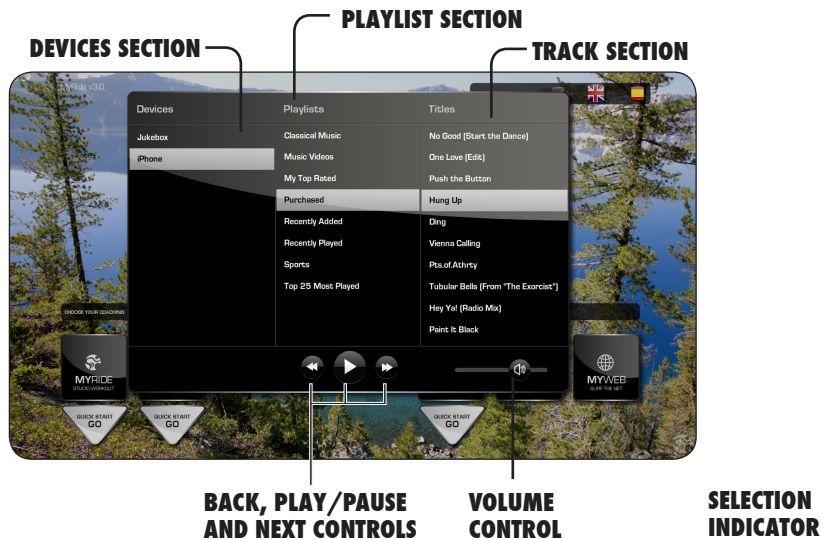 PLAYLIST SECTION
DEVICES SECTION
TRACK SECTION
MyRide v3.0
Devices
Playlists
Titles
Jukebox
iPhone
Classical Music
Music Videos
My Top Rated
Purchased
Recently Added
Recently Played
Sports
Top 25 Most Played
No Good (Start the Dance)
One Love (Edit)
Push the Button
Hung Up
Ding
Vienna Calling
Pts.of.Athrty
Tubular Bells (From "The Exorcist")
Hey Ya! (Radio Mix)
Paint It Black
CHOOSE YOUR COACHING
MYRIDE
STUDIO WORKOUT
MYWEB
SURF THE NET
QUICK START
GO
QUICK START
GO
QUICK START
GO
BACK, PLAY/PAUSE
AND NEXT CONTROLS
VOLUME
CONTROL
SELECTION
INDICATOR